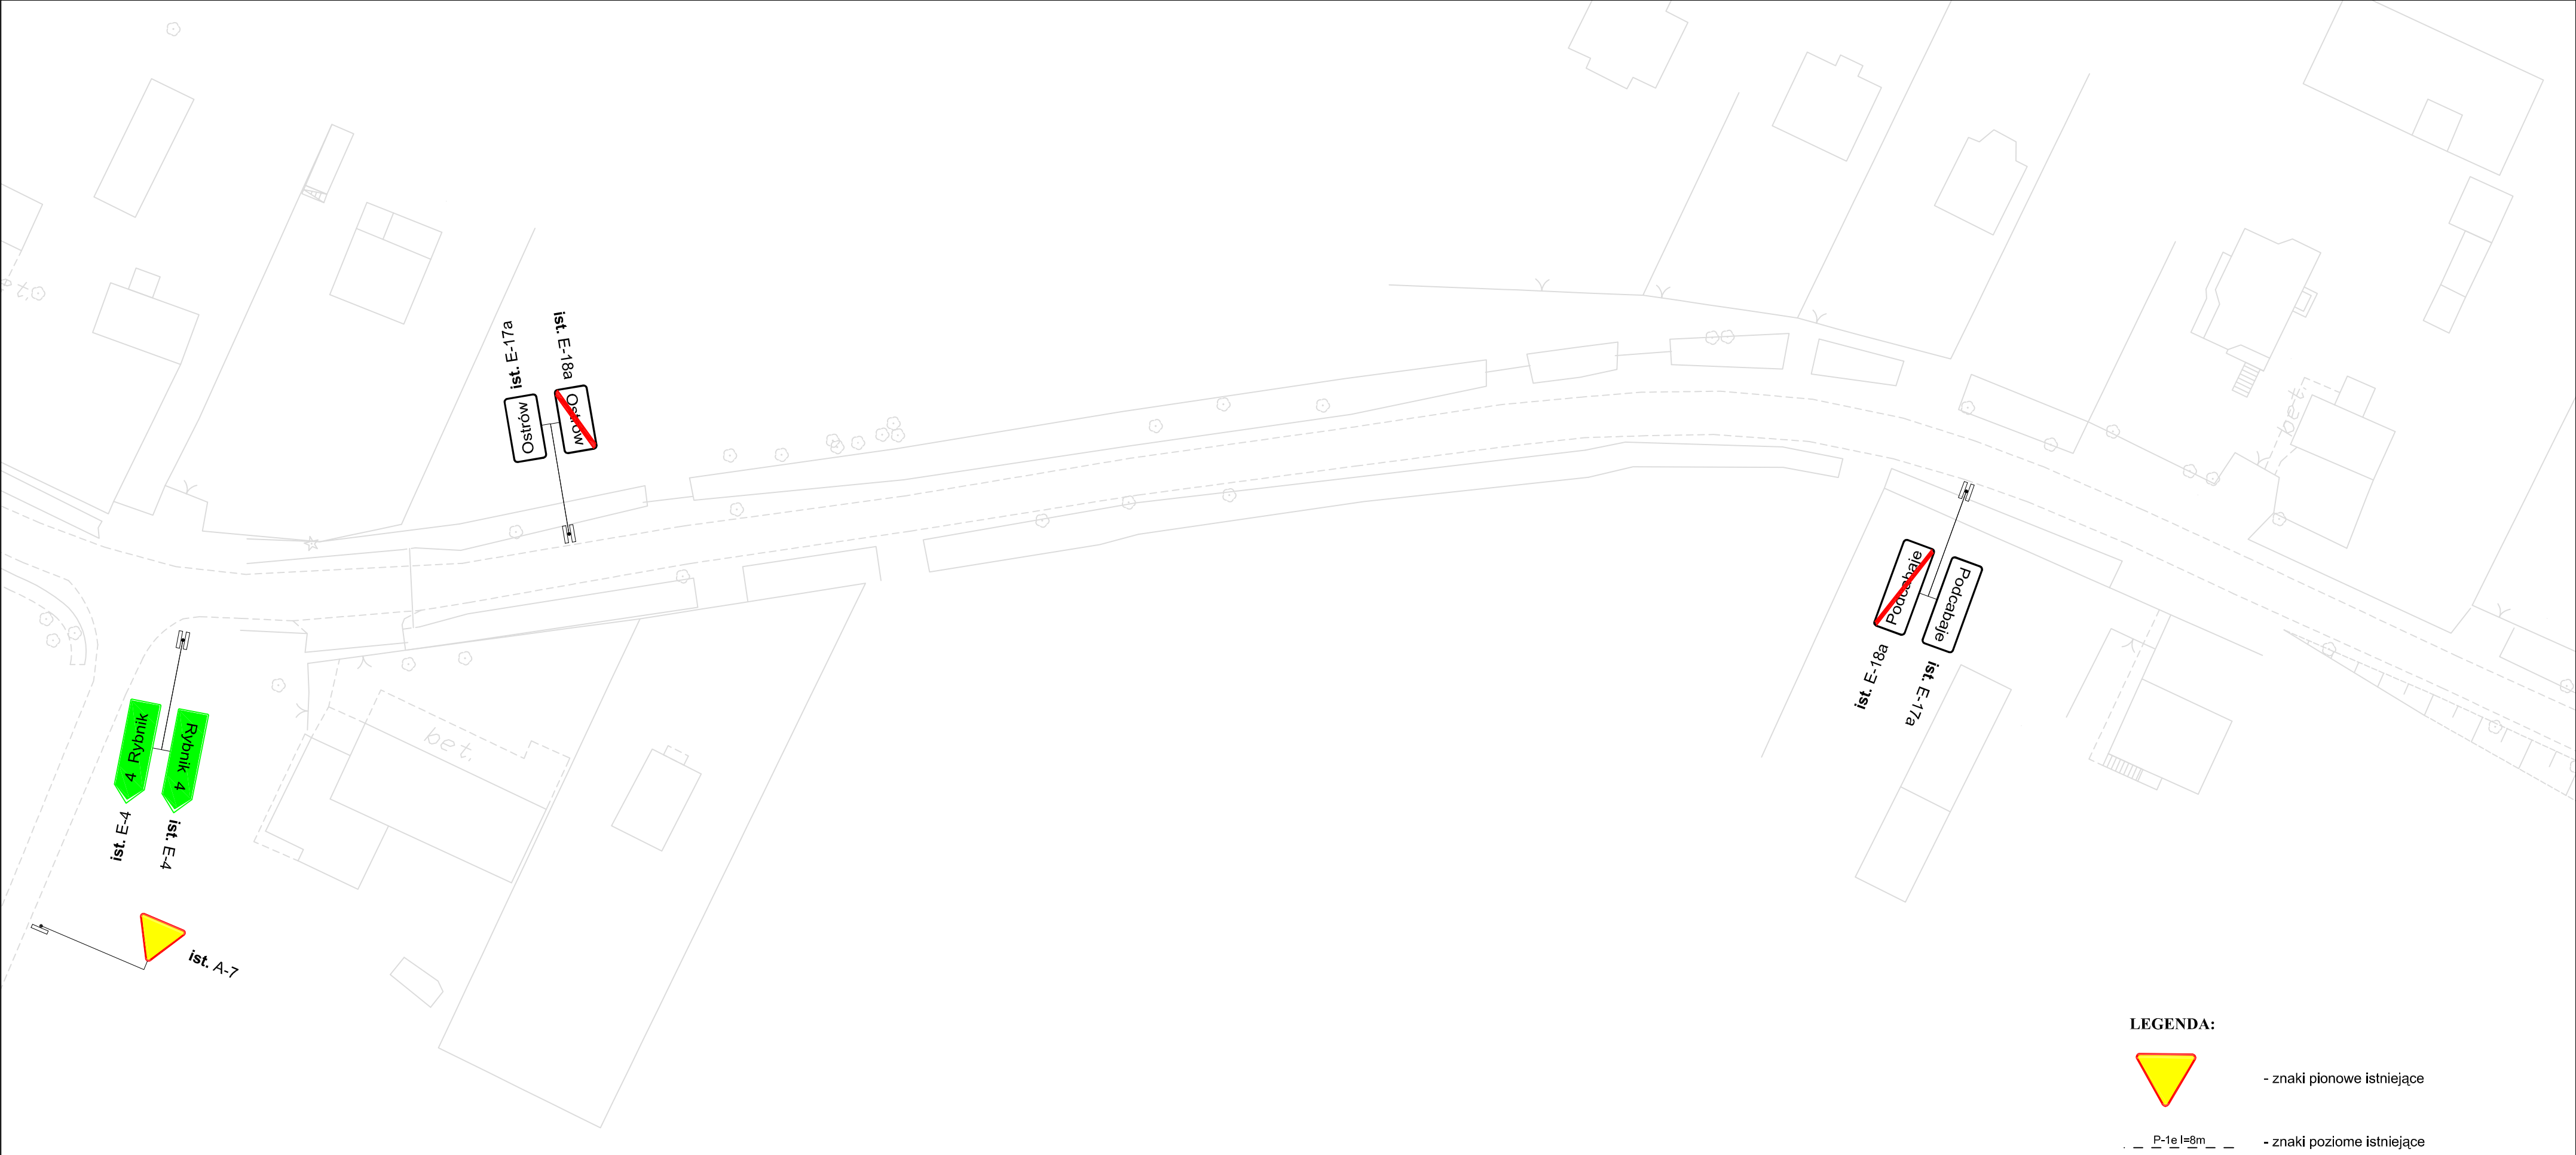 ist. E-17a
ist. E-18a
Ostrów
Ostrów
Podcabaje
Podcabaje
ist. E-18a
ist. E-17a
bet.
bet.
4 Rybnik
Rybnik 4
ist. E-4
ist. E-4
ist. A-7
LEGENDA:
- znaki pionowe istniejące
P-1e l=8m
- znaki poziome istniejące